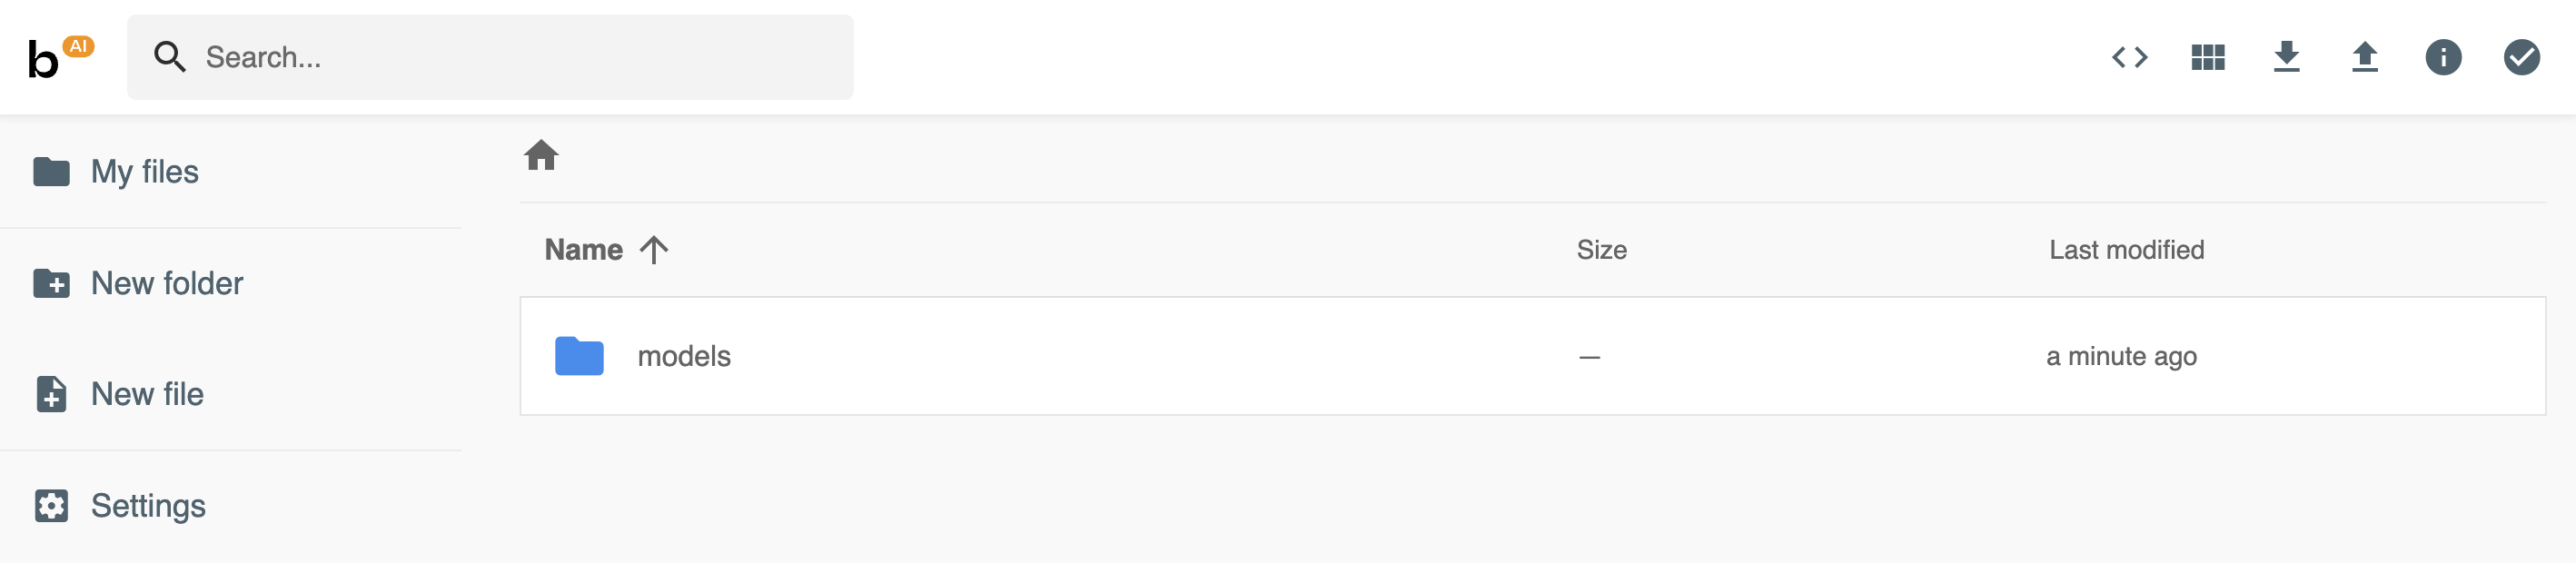 b AI
Search...
My files
New folder
New file
Settings
Name Size Last modified
models — a minute ago